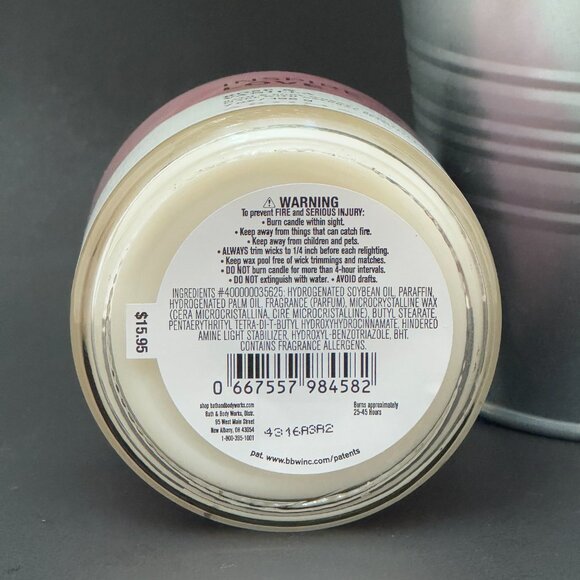 WARNING
To prevent FIRE and SERIOUS INJURY:
• Burn candle within sight.
• Keep away from things that can catch fire.
• Keep away from children and pets.
• ALWAYS trim wicks to 1/4 inch before each relighting.
• Keep wax pool free of wick trimmings and matches.
• DO NOT burn candle for more than 4-hour intervals.
• DO NOT extinguish with water. • AVOID drafts.
INGREDIENTS #400000035625: HYDROGENATED SOYBEAN OIL, PARAFFIN,
HYDROGENATED PALM OIL, FRAGRANCE (PARFUM), MICROCRYSTALLINE WAX
(CERA MICROCRISTALLINA, CIRE MICROCRISTALLINE), BUTYL STEARATE,
PENTAERYTHRITYL TETRA-DI-T-BUTYL HYDROXYHYDROCINNAMATE, HINDERED
AMINE LIGHT STABILIZER, HYDROXYL-BENZOTRIAZOLE, BHT.
CONTAINS FRAGRANCE ALLERGENS.
$15.95
0 667557 984582
shop bathandbodyworks.com
Bath & Body Works, Distr.
95 West Main Street
New Albany, OH 43054
1-800-395-1001
Burns approximately
25-45 Hours
4316A3A2
pat. www.bbwinc.com/patents